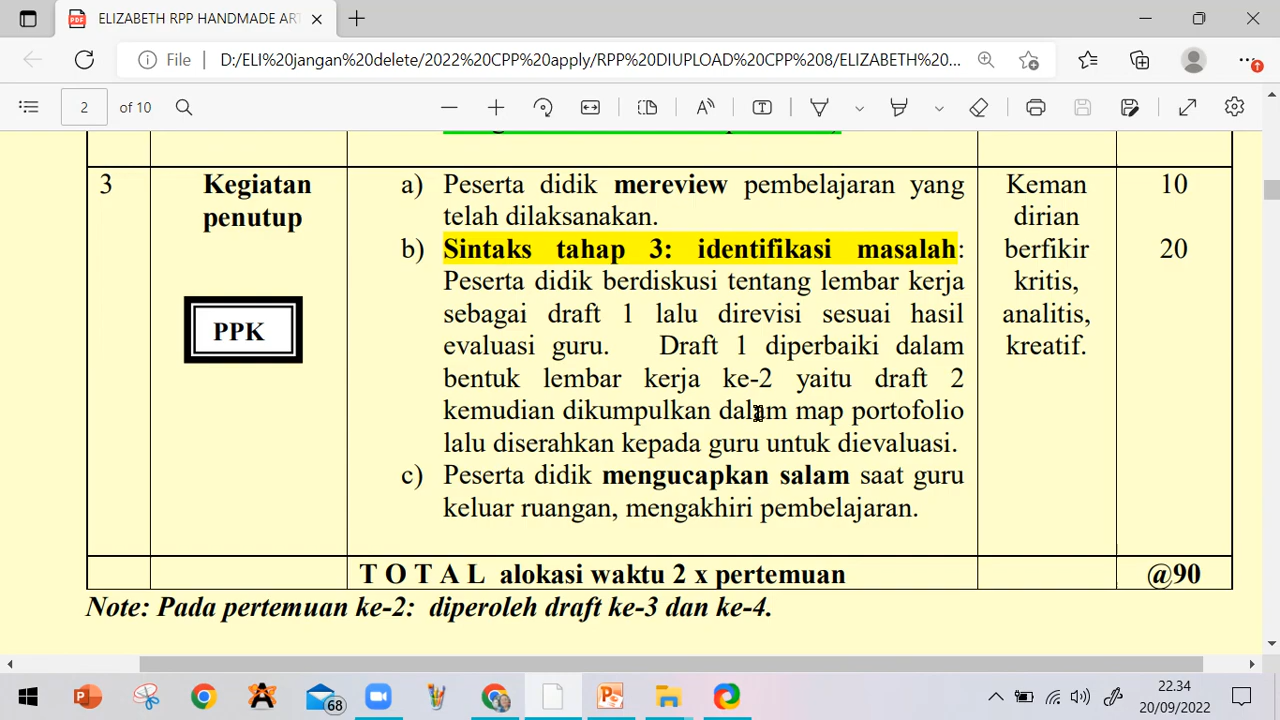 ELIZABETH RPP HANDMADE AR
File
D:/ELI%20jangan%20delete/2022%20CPP%20apply/RPP%20DIUPLOAD%20CPP%208/ELIZABETH%20...
2 of 10
3
Kegiatan
penutup
PPK
a) Peserta didik mereview pembelajaran yang
telah dilaksanakan.
b) Sintaks tahap 3: identifikasi masalah:
Peserta didik berdiskusi tentang lembar kerja
sebagai draft 1 lalu direvisi sesuai hasil
evaluasi guru. Draft 1 diperbaiki dalam
bentuk lembar kerja ke-2 yaitu draft 2
kemudian dikumpulkan dalam map portofolio
lalu diserahkan kepada guru untuk dievaluasi.
c) Peserta didik mengucapkan salam saat guru
keluar ruangan, mengakhiri pembelajaran.
Keman
dirian
berfikir
kritis,
analitis,
kreatif.
10
20
T O T A L alokasi waktu 2 x pertemuan
@90
Note: Pada pertemuan ke-2: diperoleh draft ke-3 dan ke-4.
68
22.34
20/09/2022